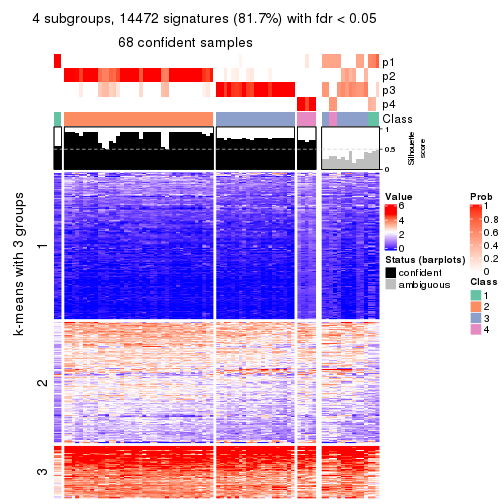 4 subgroups, 14472 signatures (81.7%) with fdr < 0.05
68 confident samples
p1
p2
p3
p4
Class
1
0.5
0
Silhouette
score
k-means with 3 groups
1
2
3
Value
6
4
2
0
Status (barplots)
confident
ambiguous
Prob
1
0.8
0.6
0.4
0.2
0
Class
1
2
3
4